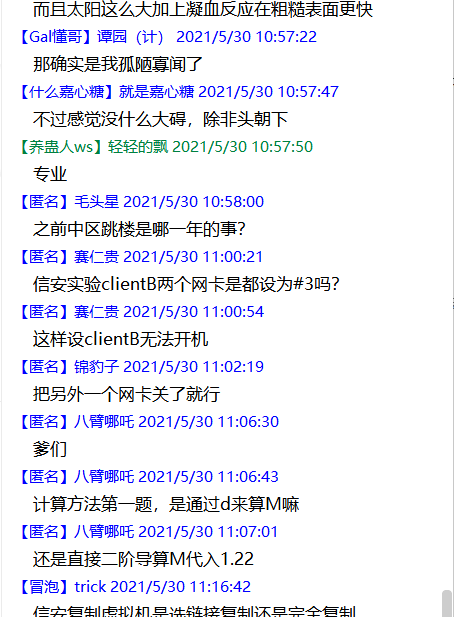 而且太阳这么大加上凝血反应在粗糙表面更快
【Gal懂哥】谭园（计） 2021/5/30 10:57:22
那确实是我孤陋寡闻了
【什么嘉心糖】就是嘉心糖 2021/5/30 10:57:47
不过感觉没什么大碍，除非头朝下
【养蛊人ws】轻轻的飘 2021/5/30 10:57:50
专业
【匿名】毛头星 2021/5/30 10:58:00
之前中区跳楼是哪一年的事？
【匿名】赛仁贵 2021/5/30 11:00:21
信安实验clientB两个网卡是都设为#3吗？
【匿名】赛仁贵 2021/5/30 11:00:54
这样设clientB无法开机
【匿名】锦豹子 2021/5/30 11:02:19
把另外一个网卡关了就行
【匿名】八臂哪吒 2021/5/30 11:06:30
爹们
【匿名】八臂哪吒 2021/5/30 11:06:43
计算方法第一题，是通过d来算M嘛
【匿名】八臂哪吒 2021/5/30 11:07:01
还是直接二阶导算M代入1.22
【冒泡】trick 2021/5/30 11:16:42
信安复制虚拟机是选链接复制还是完全复制